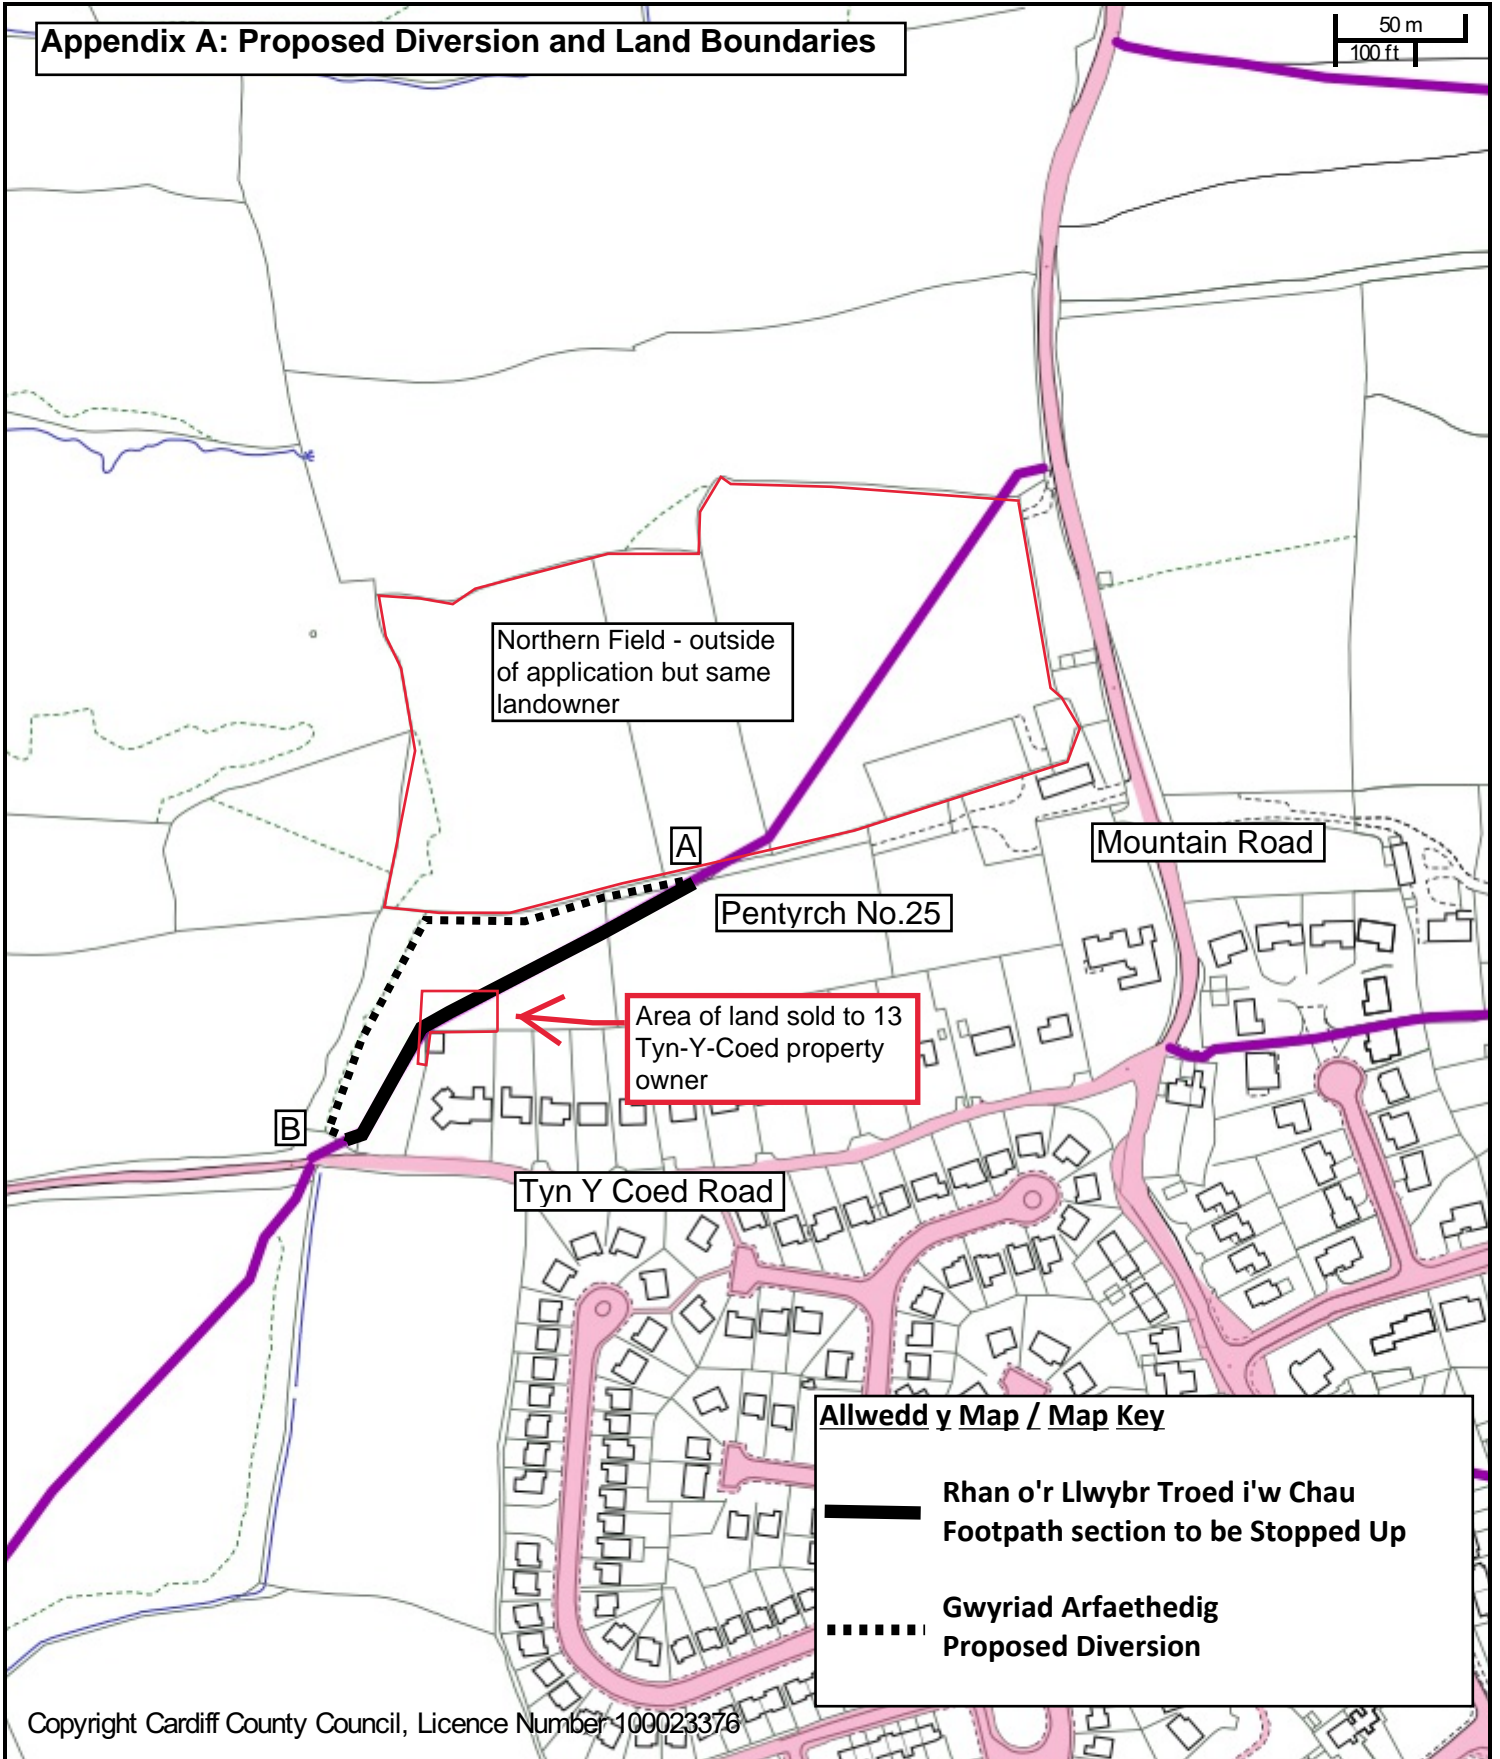 Appendix A: Proposed Diversion and Land Boundaries
50 m
100 ft
Northern Field - outside
of application but same
landowner
A
Mountain Road
Pentyrch No.25
Area of land sold to 13
Tyn-Y-Coed property
owner
B
Tyn Y Coed Road
Allwedd y Map / Map Key
Rhan o'r Llwybr Troed i'w Chau
Footpath section to be Stopped Up
Gwyriad Arfaethedig
Proposed Diversion
Copyright Cardiff County Council, Licence Number 100023376